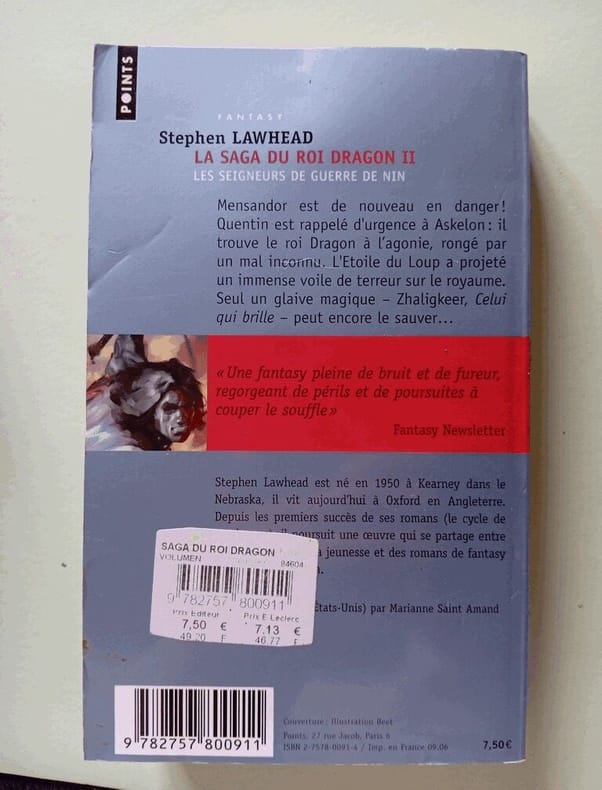 POINTS
FANTASY
Stephen LAWHEAD
LA SAGA DU ROI DRAGON II
LES SEIGNEURS DE GUERRE DE NIN
Mensandor est de nouveau en danger !
Quentin est rappelé d'urgence à Askelon : il
trouve le roi Dragon à l'agonie, rongé par
un mal inconnu. L'Etoile du Loup a projeté
un immense voile de terreur sur le royaume.
Seul un glaive magique – Zhaligkeer, Celui
qui brille – peut encore le sauver…
« Une fantasy pleine de bruit et de fureur,
regorgeant de périls et de poursuites à
couper le souffle »
Fantasy Newsletter
Stephen Lawhead est né en 1950 à Kearney dans le
Nebraska, il vit aujourd'hui à Oxford en Angleterre.
Depuis les premiers succès de ses romans (le cycle de
poursuit une œuvre qui se partage entre
jeunesse et des romans de fantasy
États-Unis) par Marianne Saint Amand
SAGA DU ROI DRAGON
VOLUMEN
84604
9 782757 800911
Prix Editeur Prix E.Leclerc
7,50 € 7.13 €
49.20 F 46.77 F
9 782757 800911
Couverture : Illustration Beet
Points, 27 rue Jacob, Paris 6
ISBN 2-7578-0091-4 / Imp. en France 09.06
7,50 €